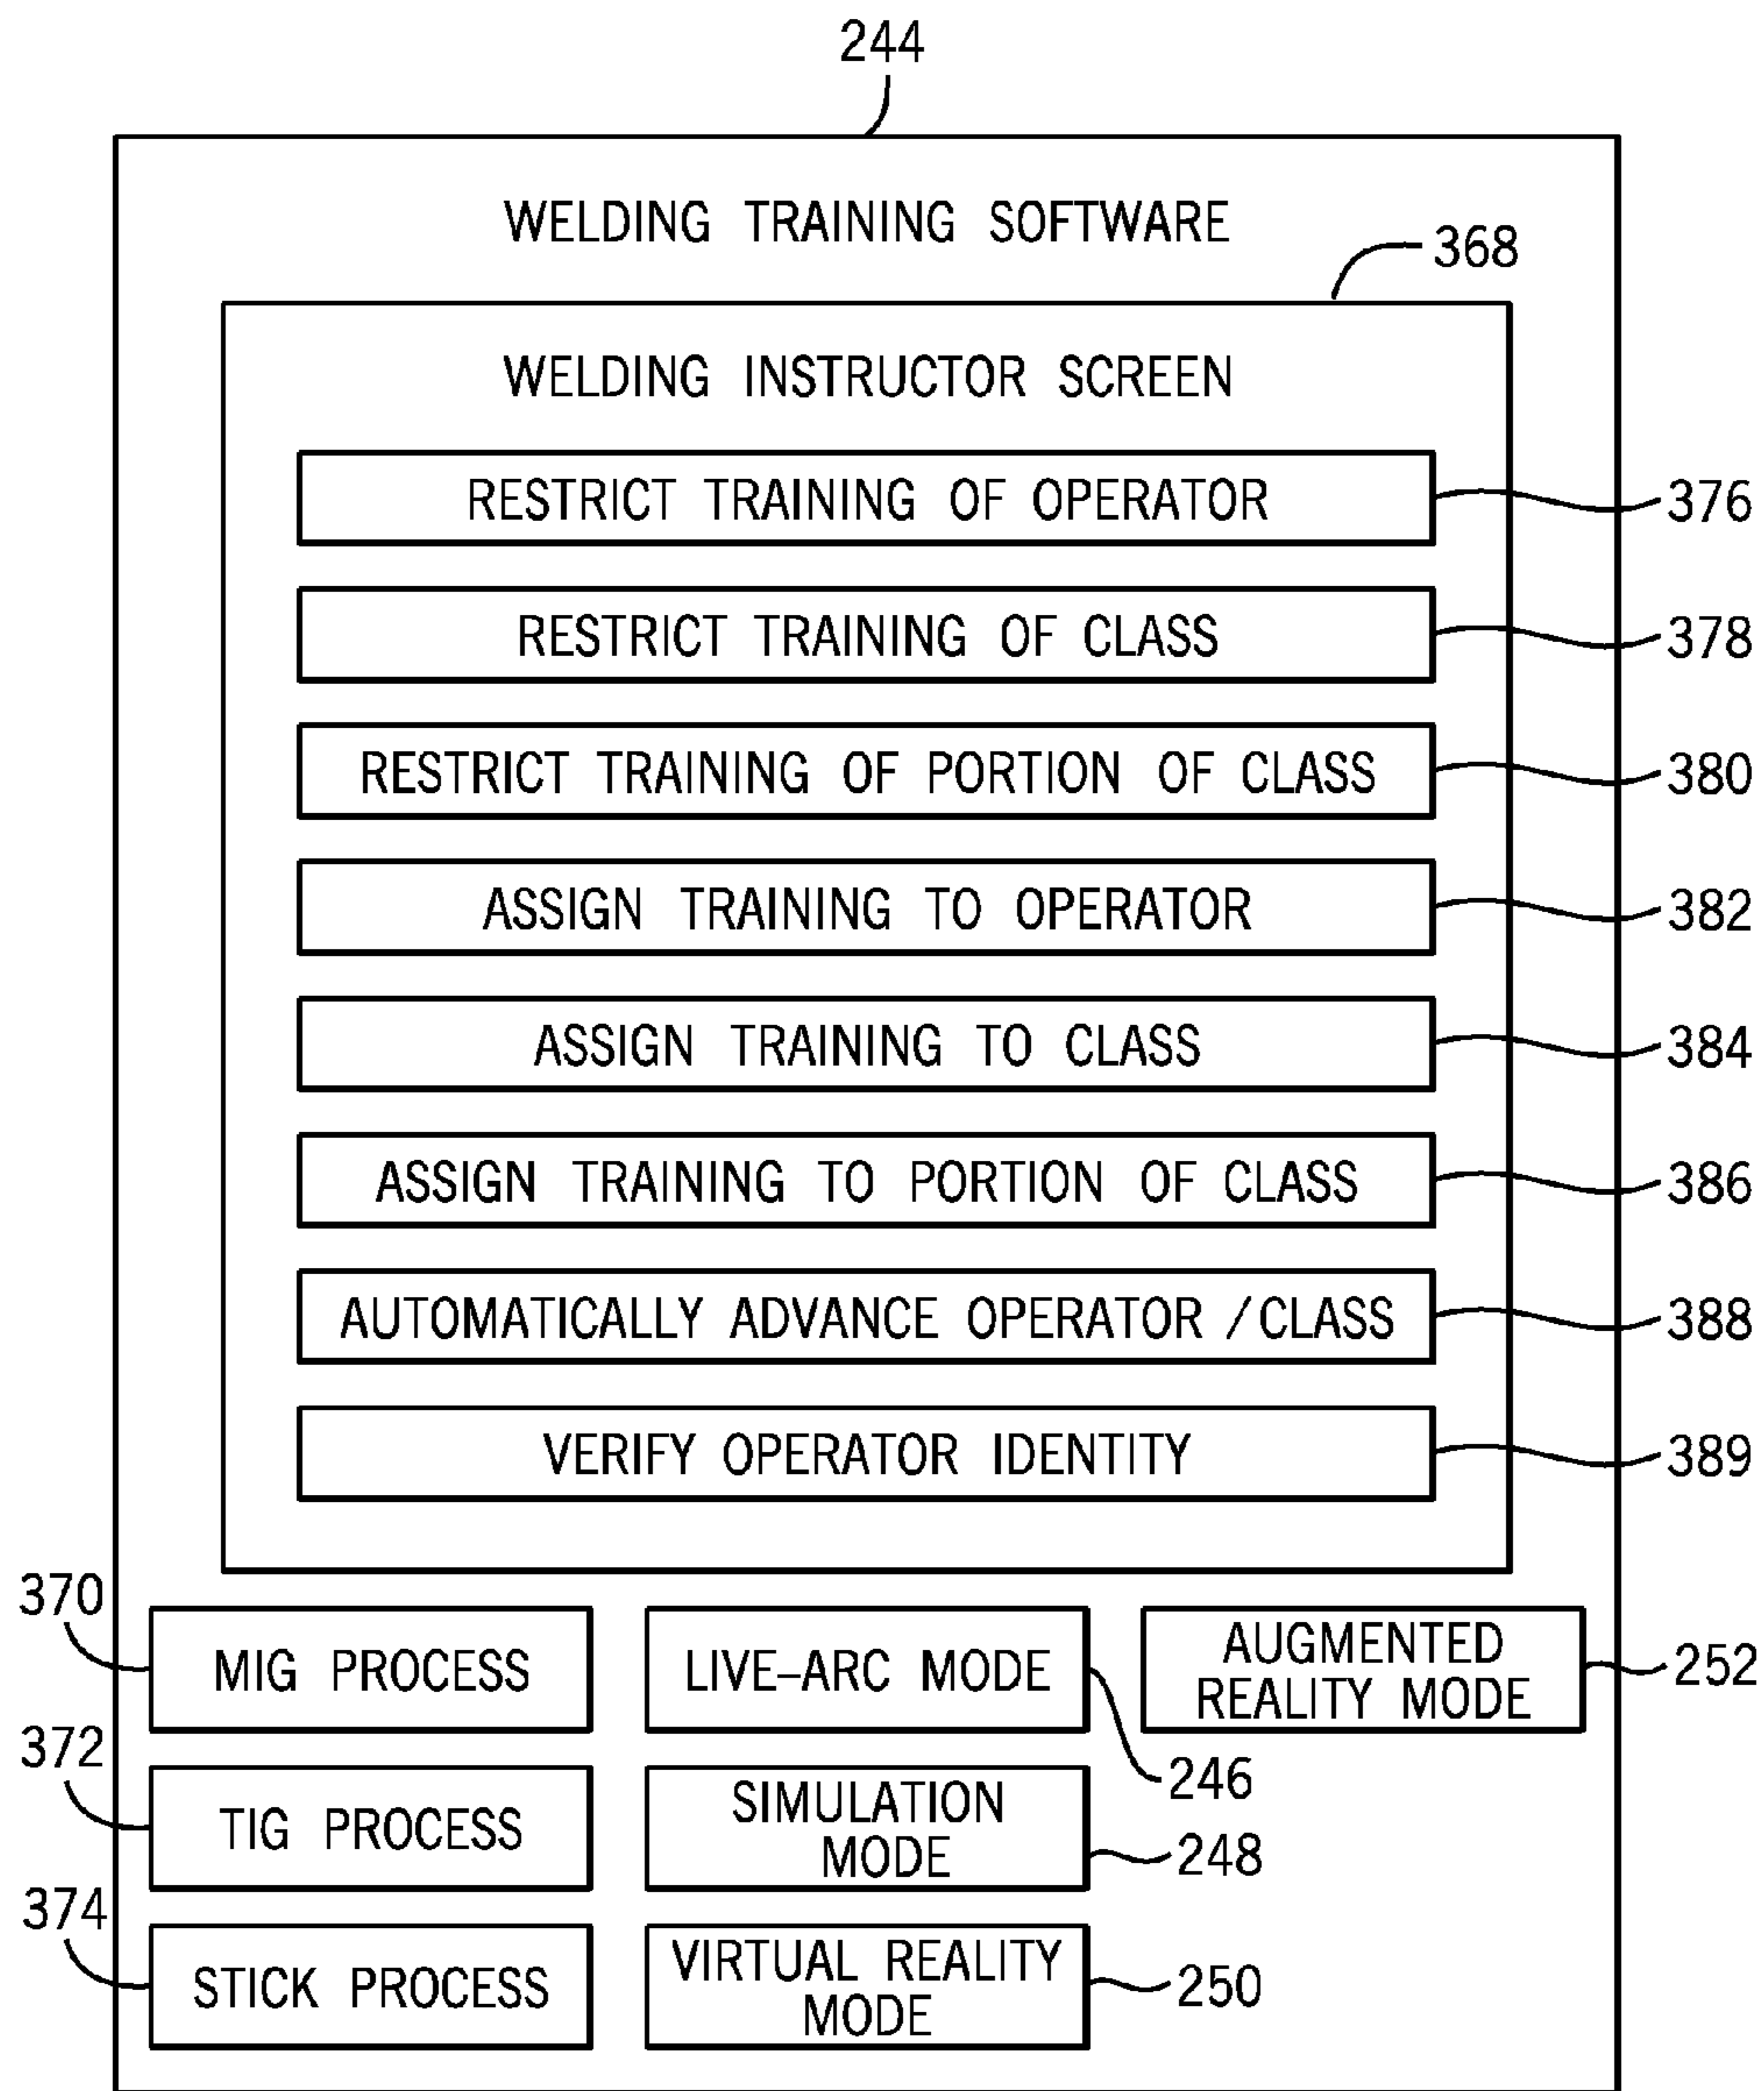 244
WELDING TRAINING SOFTWARE
368
WELDING INSTRUCTOR SCREEN
RESTRICT TRAINING OF OPERATOR
376
RESTRICT TRAINING OF CLASS
378
RESTRICT TRAINING OF PORTION OF CLASS
380
ASSIGN TRAINING TO OPERATOR
382
ASSIGN TRAINING TO CLASS
384
ASSIGN TRAINING TO PORTION OF CLASS
386
AUTOMATICALLY ADVANCE OPERATOR /CLASS
388
VERIFY OPERATOR IDENTITY
389
370
MIG PROCESS
LIVE–ARC MODE
246
AUGMENTED
REALITY MODE
252
372
TIG PROCESS
SIMULATION
MODE
248
374
STICK PROCESS
VIRTUAL REALITY
MODE
250